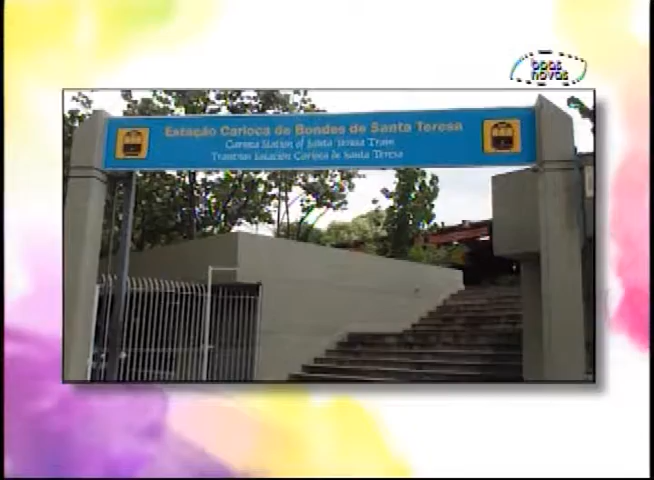 boas
novas
Estação Carioca de Bondes de Santa Teresa
Carioca Station of Santa Teresa Tram
Tranvian Estación Carioca de Santa Teresa